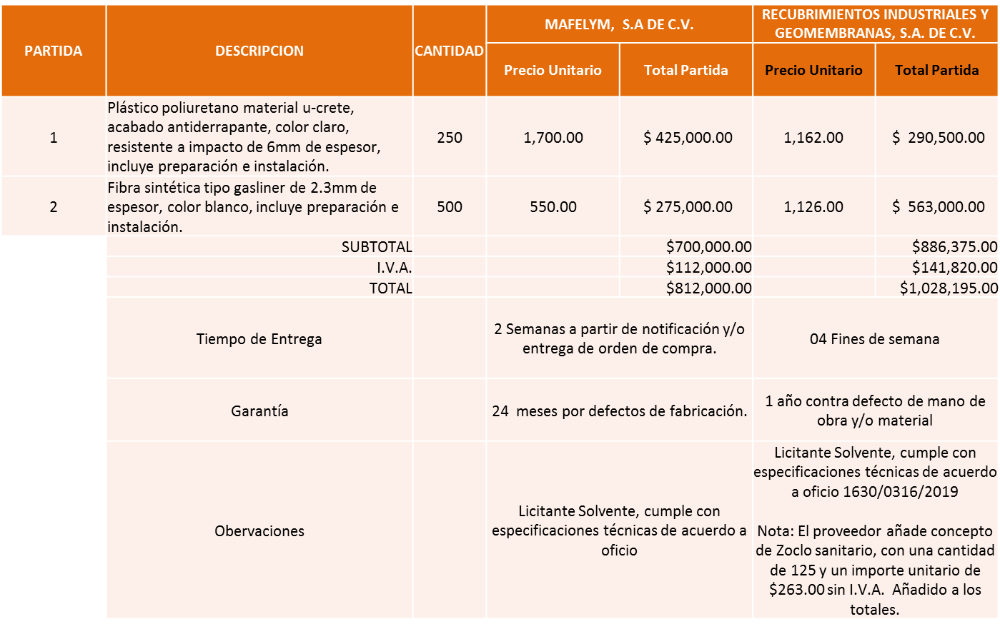 PARTIDA
DESCRIPCION
CANTIDAD
MAFELYM,  S.A DE C.V.
RECUBRIMIENTOS INDUSTRIALES Y
GEOMEMBRANAS, S.A. DE C.V.
Precio Unitario
Total Partida
Precio Unitario
Total Partida
1
Plástico poliuretano material u-crete,
acabado antiderrapante, color claro,
resistente a impacto de 6mm de espesor,
incluye preparación e instalación.
250
1,700.00
$ 425,000.00
1,162.00
$  290,500.00
2
Fibra sintética tipo gasliner de 2.3mm de
espesor, color blanco, incluye preparación e
instalación.
500
550.00
$ 275,000.00
1,126.00
$  563,000.00
SUBTOTAL
$700,000.00
$886,375.00
I.V.A.
$112,000.00
$141,820.00
TOTAL
$812,000.00
$1,028,195.00
Tiempo de Entrega
2 Semanas a partir de notificación y/o
entrega de orden de compra.
04 Fines de semana
Garantía
24  meses por defectos de fabricación.
1 año contra defecto de mano de
obra y/o material
Obervaciones
Licitante Solvente, cumple con
especificaciones técnicas de acuerdo a
oficio
Licitante Solvente, cumple con
especificaciones técnicas de acuerdo
a oficio 1630/0316/2019
Nota: El proveedor añade concepto
de Zoclo sanitario, con una cantidad
de 125 y un importe unitario de
$263.00 sin I.V.A.  Añadido a los
totales.